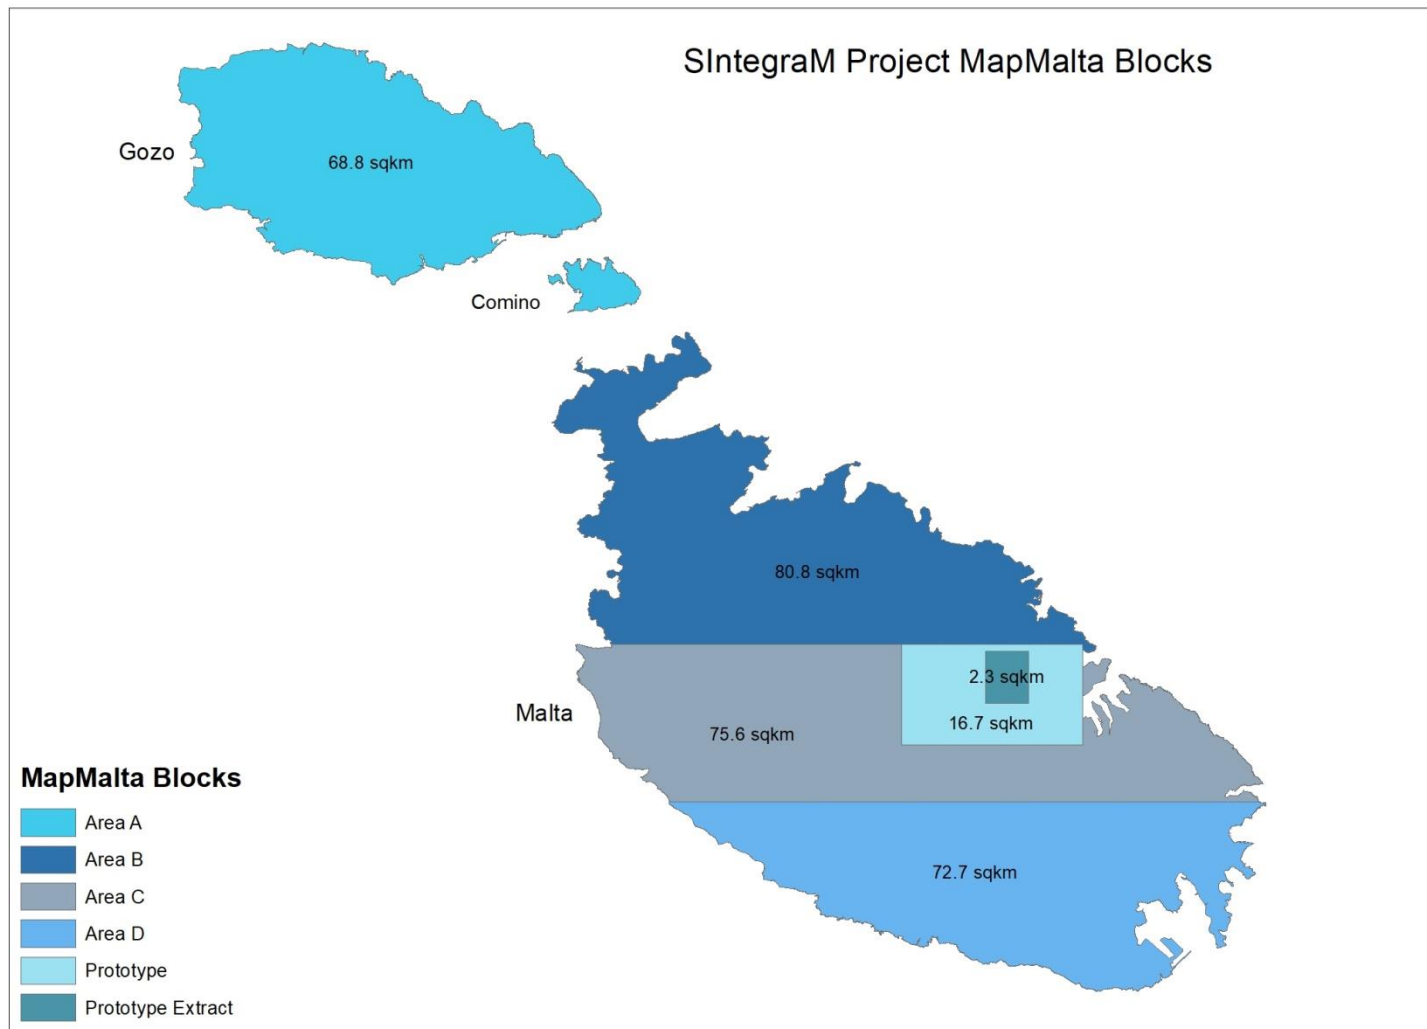 SIntegraM Project MapMalta Blocks
Gozo
68.8 sqkm
Comino
80.8 sqkm
2.3 sqkm
16.7 sqkm
Malta
75.6 sqkm
72.7 sqkm
MapMalta Blocks
Area A
Area B
Area C
Area D
Prototype
Prototype Extract